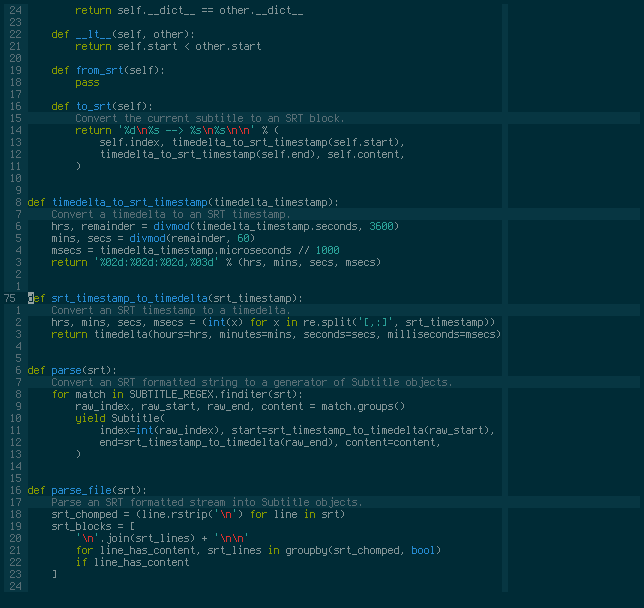 24         return self.__dict__ == other.__dict__
23
22     def __lt__(self, other):
21         return self.start < other.start
20
19     def from_srt(self):
18         pass
17
16     def to_srt(self):
15         Convert the current subtitle to an SRT block.
14         return '%d\n%s --> %s\n%s\n\n' % (
13             self.index, timedelta_to_srt_timestamp(self.start),
12             timedelta_to_srt_timestamp(self.end), self.content,
11         )
10
9
8 def timedelta_to_srt_timestamp(timedelta_timestamp):
7     Convert a timedelta to an SRT timestamp.
6     hrs, remainder = divmod(timedelta_timestamp.seconds, 3600)
5     mins, secs = divmod(remainder, 60)
4     msecs = timedelta_timestamp.microseconds // 1000
3     return '%02d:%02d:%02d,%03d' % (hrs, mins, secs, msecs)
2
1
75 def srt_timestamp_to_timedelta(srt_timestamp):
1     Convert an SRT timestamp to a timedelta.
2     hrs, mins, secs, msecs = (int(x) for x in re.split('[,:]', srt_timestamp))
3     return timedelta(hours=hrs, minutes=mins, seconds=secs, milliseconds=msecs)
4
5
6 def parse(srt):
7     Convert an SRT formatted string to a generator of Subtitle objects.
8     for match in SUBTITLE_REGEX.finditer(srt):
9         raw_index, raw_start, raw_end, content = match.groups()
10         yield Subtitle(
11             index=int(raw_index), start=srt_timestamp_to_timedelta(raw_start),
12             end=srt_timestamp_to_timedelta(raw_end), content=content,
13         )
14
15
16 def parse_file(srt):
17     Parse an SRT formatted stream into Subtitle objects.
18     srt_chomped = (line.rstrip('\n') for line in srt)
19     srt_blocks = [
20         '\n'.join(srt_lines) + '\n\n'
21         for line_has_content, srt_lines in groupby(srt_chomped, bool)
22         if line_has_content
23     ]
24